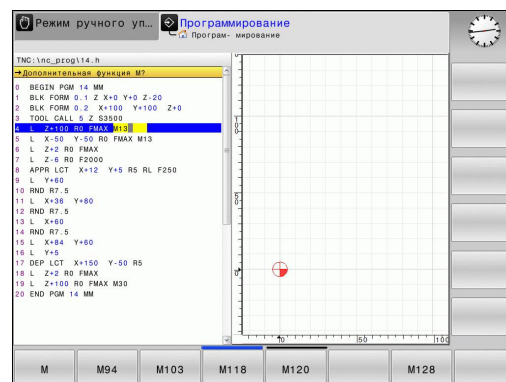 Режим ручного уп...
Программирование
Програм- мирование
TNC:\nc_prog\14.h
→Дополнительная функция M?
0 BEGIN PGM 14 MM
1 BLK FORM 0.1 Z X+0 Y+0 Z-20
2 BLK FORM 0.2 X+100 Y+100 Z+0
3 TOOL CALL 5 Z S3500
4 L Z+100 R0 FMAX M13
5 L X-50 Y-50 R0 FMAX M13
6 L Z+2 R0 FMAX
7 L Z-6 R0 F2000
8 APPR LCT X+12 Y+5 R5 RL F250
9 L Y+60
10 RND R7.5
11 L X+36 Y+80
12 RND R7.5
13 L X+60
14 RND R7.5
15 L X+84 Y+60
16 L Y+5
17 DEP LCT X+150 Y-50 R5
18 L Z+2 R0 FMAX
19 L Z+100 R0 FMAX M30
20 END PGM 14 MM
M M94 M103 M118 M120 M128